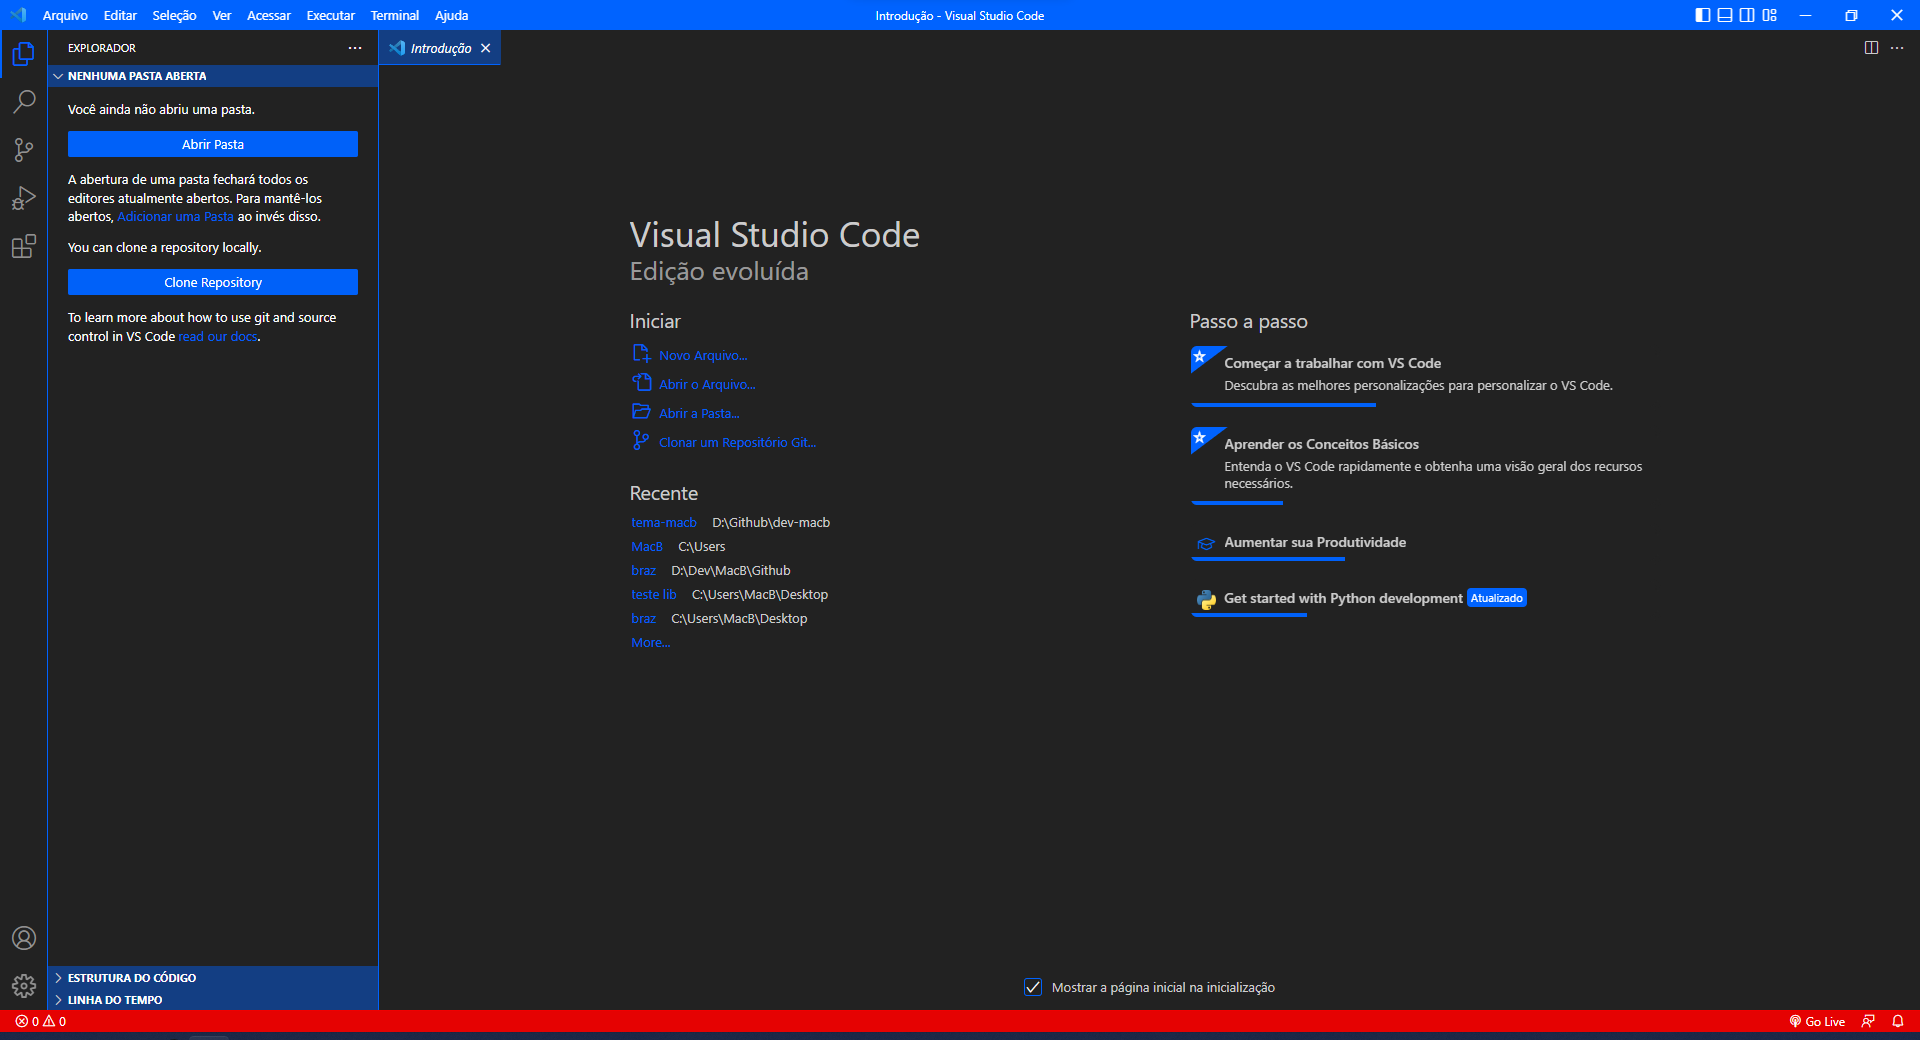 Arquivo Editar Seleção Ver Acessar Executar Terminal Ajuda
Introdução - Visual Studio Code
EXPLORADOR
NENHUMA PASTA ABERTA
Você ainda não abriu uma pasta.
Abrir Pasta
A abertura de uma pasta fechará todos os
editores atualmente abertos. Para mantê-los
abertos, Adicionar uma Pasta ao invés disso.
You can clone a repository locally.
Clone Repository
To learn more about how to use git and source
control in VS Code read our docs.
ESTRUTURA DO CÓDIGO
LINHA DO TEMPO
Introdução
Visual Studio Code
Edição evoluída
Iniciar
Novo Arquivo...
Abrir o Arquivo...
Abrir a Pasta...
Clonar um Repositório Git...
Recente
tema-macb D:\Github\dev-macb
MacB C:\Users
braz D:\Dev\MacB\Github
teste lib C:\Users\MacB\Desktop
braz C:\Users\MacB\Desktop
More...
Passo a passo
Começar a trabalhar com VS Code
Descubra as melhores personalizações para personalizar o VS Code.
Aprender os Conceitos Básicos
Entenda o VS Code rapidamente e obtenha uma visão geral dos recursos
necessários.
Aumentar sua Produtividade
Get started with Python development Atualizado
Mostrar a página inicial na inicialização
0 0
Go Live